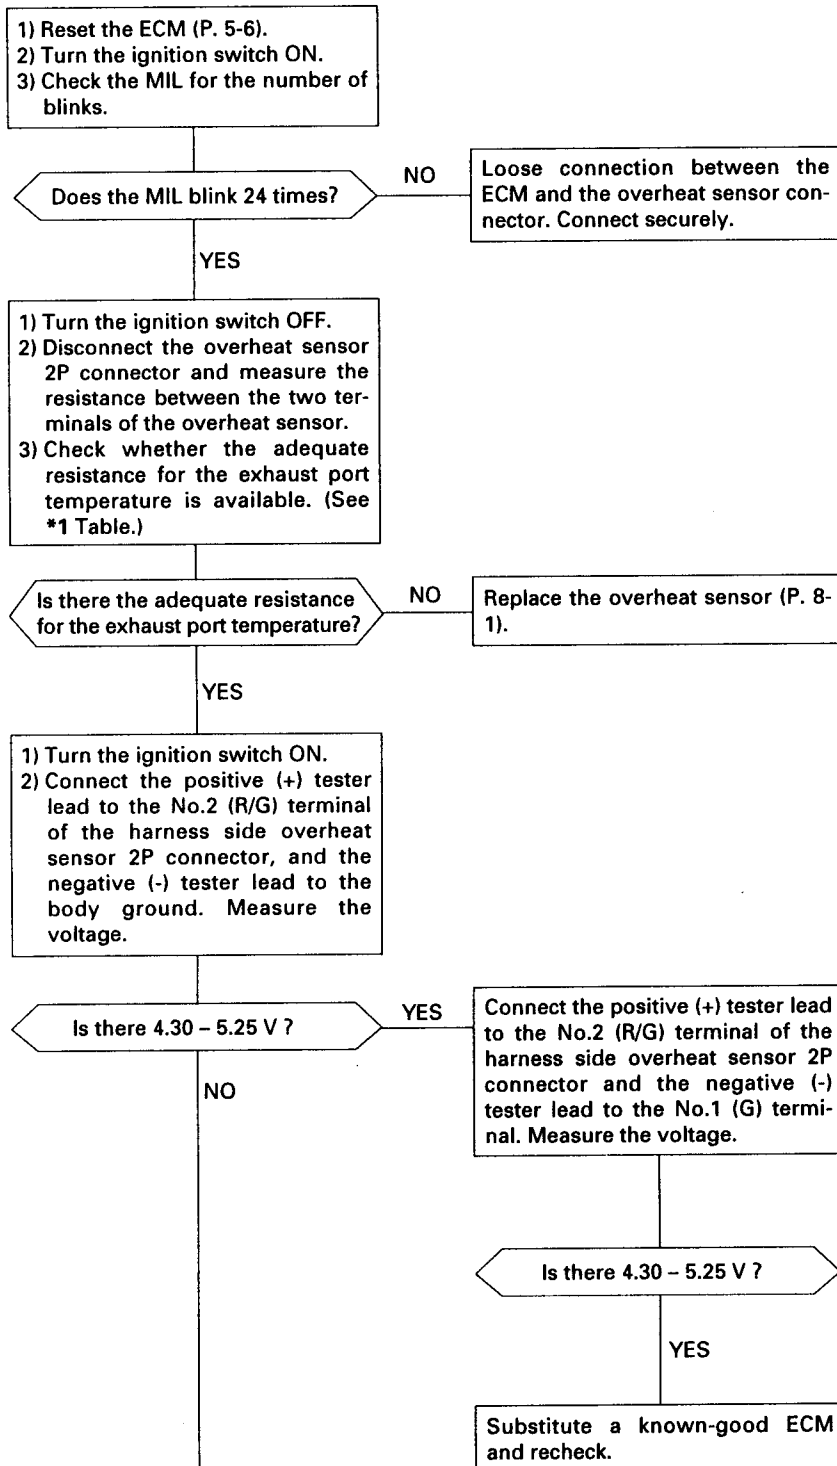 1) Reset the ECM (P. 5-6).
2) Turn the ignition switch ON.
3) Check the MIL for the number of
blinks.
Does the MIL blink 24 times?
NO
Loose connection between the
ECM and the overheat sensor con-
nector. Connect securely.
YES
1) Turn the ignition switch OFF.
2) Disconnect the overheat sensor
2P connector and measure the
resistance between the two ter-
minals of the overheat sensor.
3) Check whether the adequate
resistance for the exhaust port
temperature is available. (See
*1 Table.)
Is there the adequate resistance
for the exhaust port temperature?
NO
Replace the overheat sensor (P. 8-
1).
YES
1) Turn the ignition switch ON.
2) Connect the positive (+) tester
lead to the No.2 (R/G) terminal
of the harness side overheat
sensor 2P connector, and the
negative (-) tester lead to the
body ground. Measure the
voltage.
Is there 4.30 – 5.25 V ?
YES
Connect the positive (+) tester lead
to the No.2 (R/G) terminal of the
harness side overheat sensor 2P
connector and the negative (-)
tester lead to the No.1 (G) termi-
nal. Measure the voltage.
NO
Is there 4.30 – 5.25 V ?
YES
Substitute a known-good ECM
and recheck.